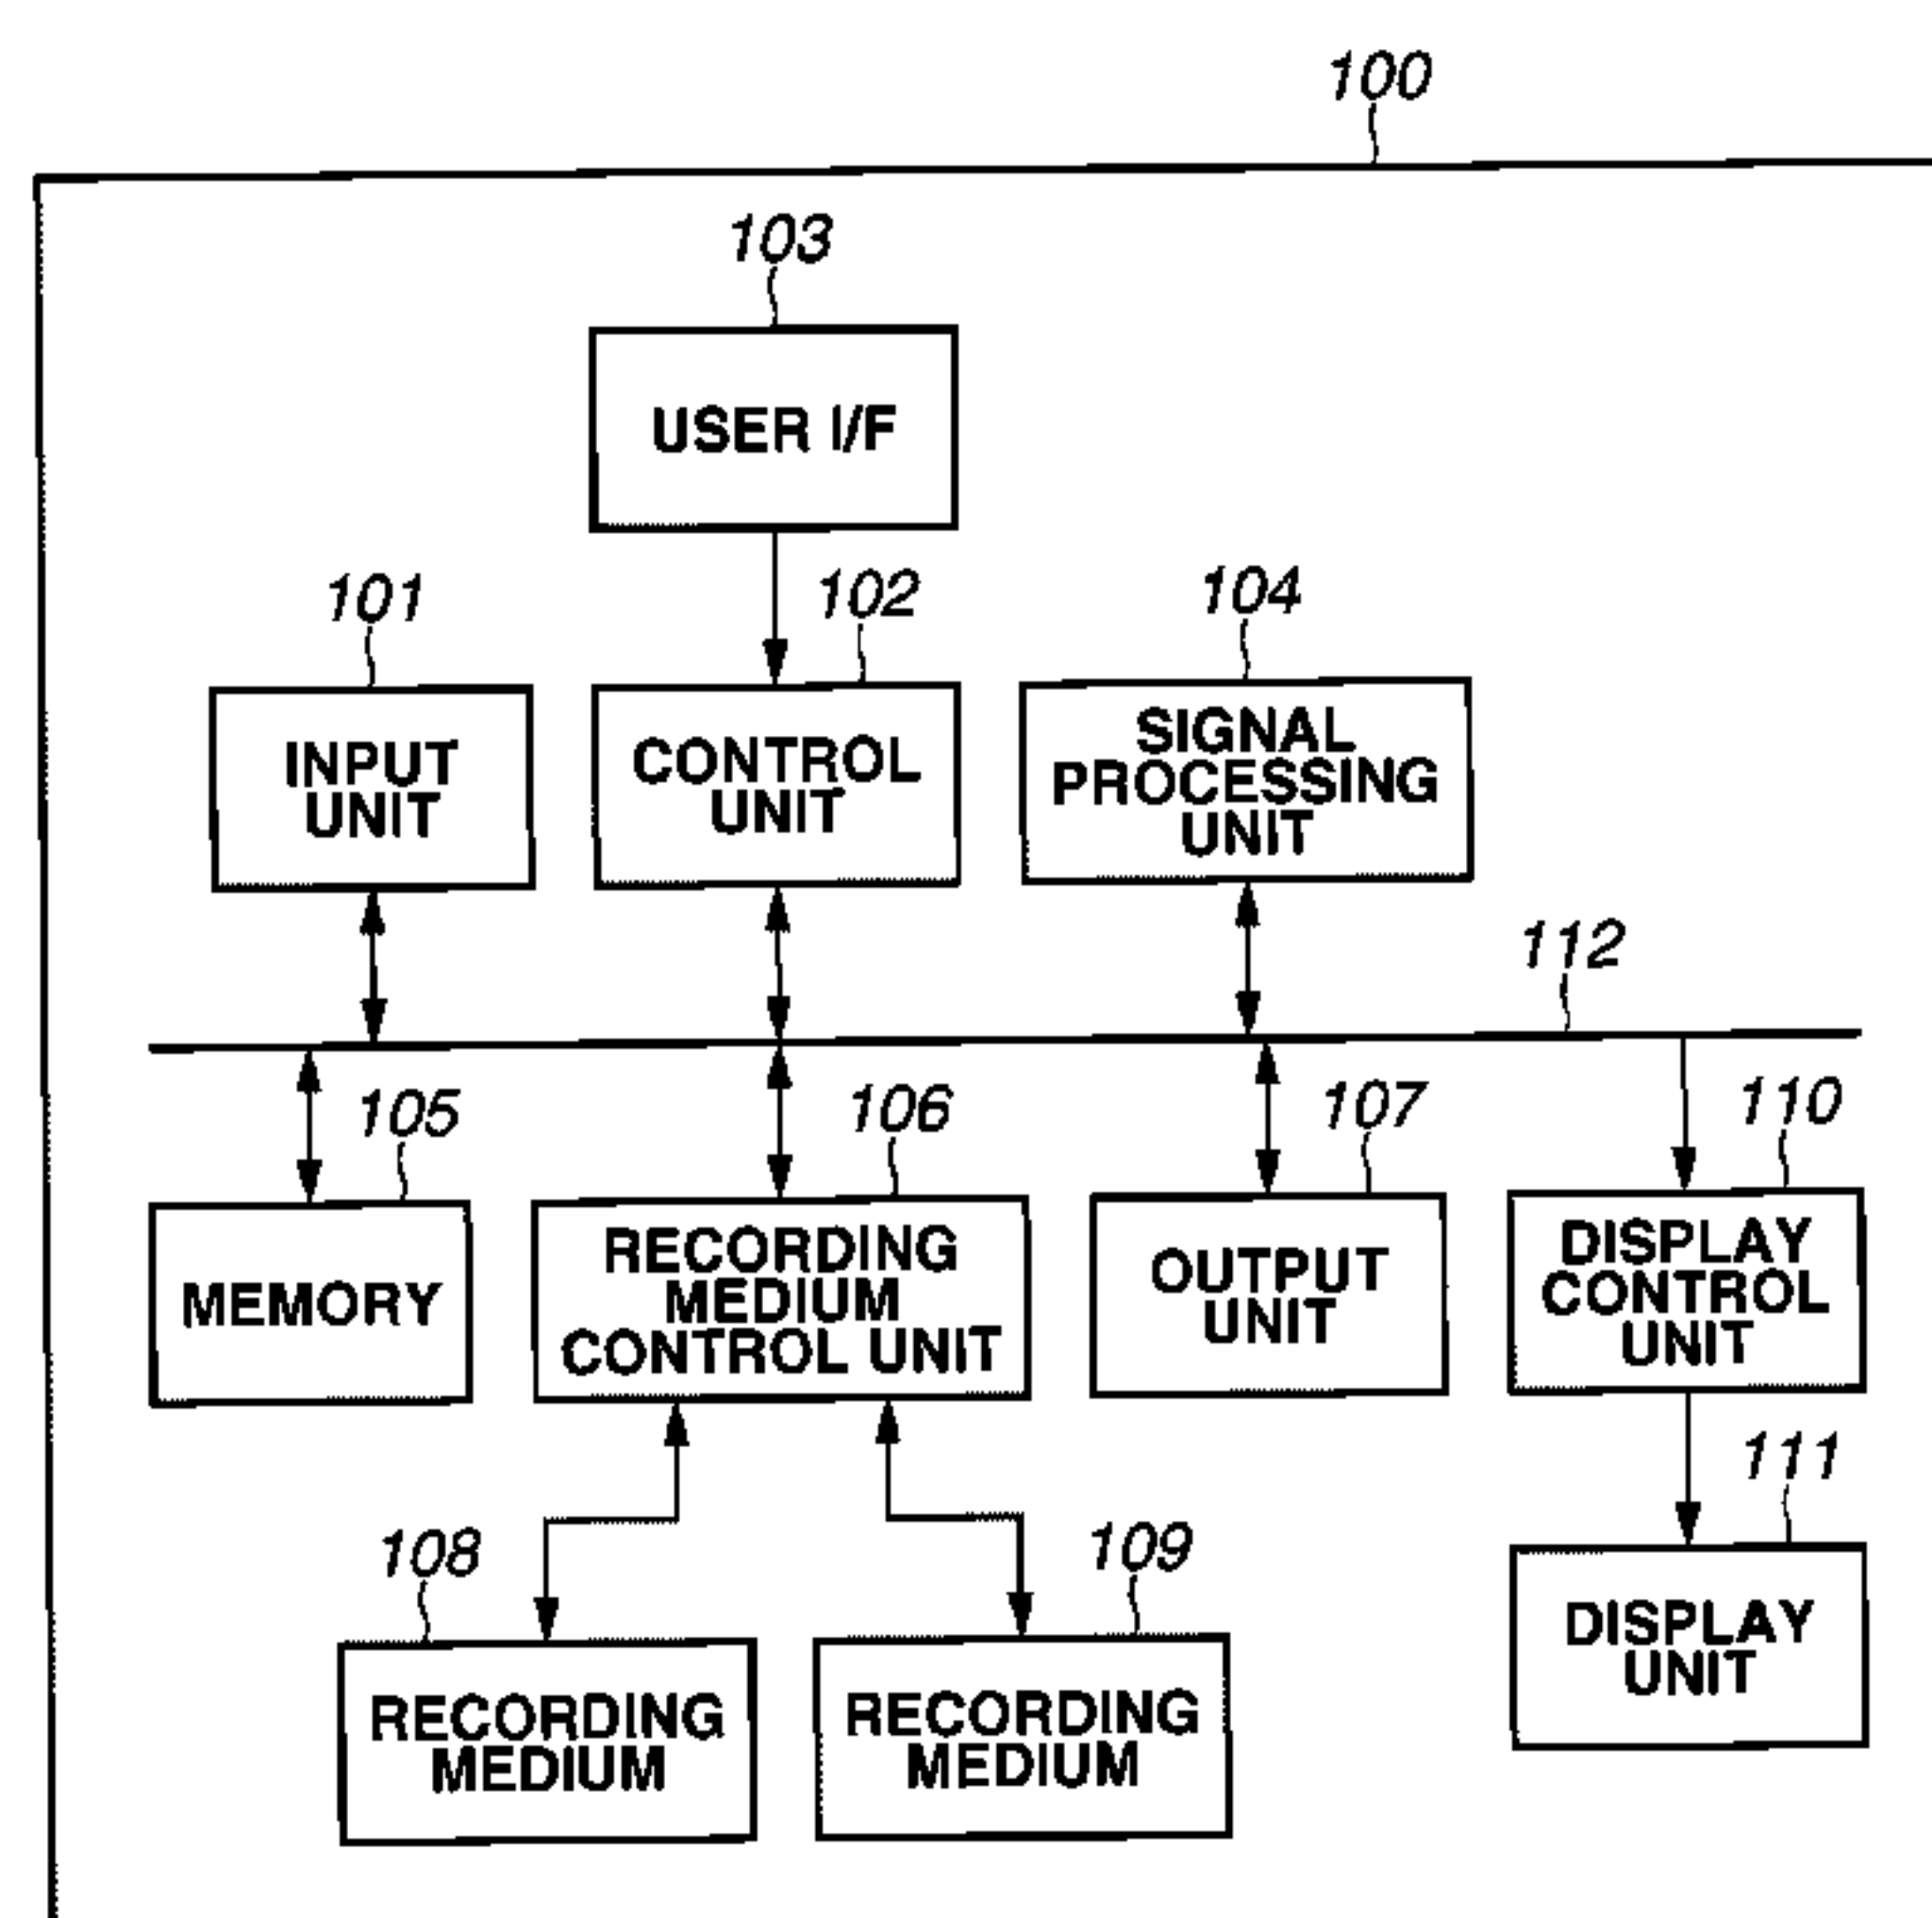 100
103
USER I/F
101
102
104
INPUT
UNIT
CONTROL
UNIT
SIGNAL
PROCESSING
UNIT
112
105
106
107
110
MEMORY
RECORDING
MEDIUM
CONTROL UNIT
OUTPUT
UNIT
DISPLAY
CONTROL
UNIT
111
108
109
RECORDING
MEDIUM
RECORDING
MEDIUM
DISPLAY
UNIT